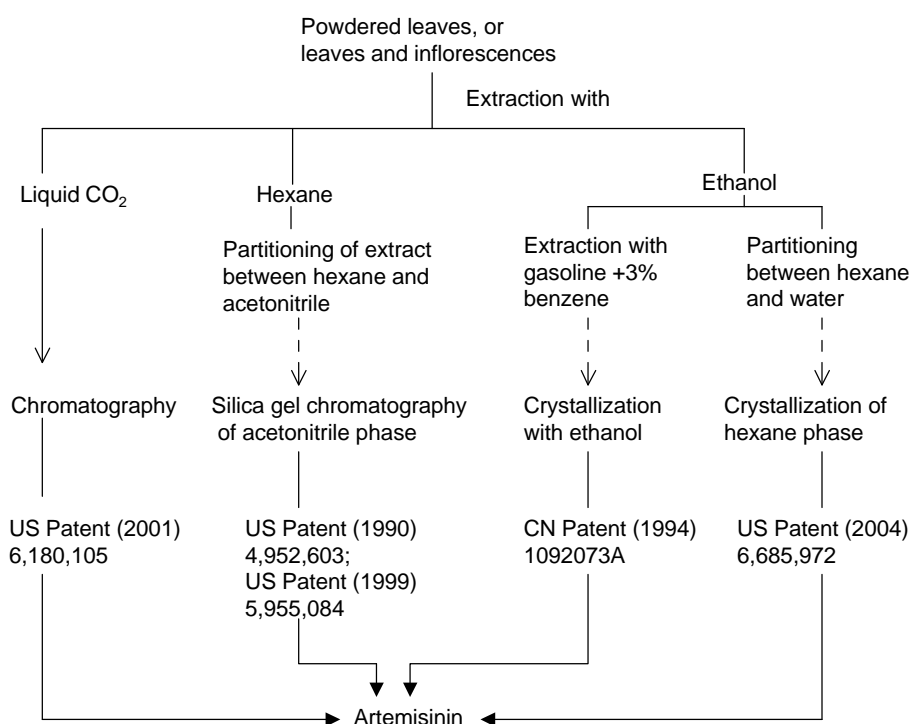 Powdered leaves, or
leaves and inflorescences
Extraction with
Liquid CO₂
Hexane
Ethanol
Partitioning of extract
between hexane and
acetonitrile
Extraction with
gasoline +3%
benzene
Partitioning
between hexane
and water
Chromatography
Silica gel chromatography
of acetonitrile phase
Crystallization
with ethanol
Crystallization of
hexane phase
US Patent (2001)
6,180,105
US Patent (1990)
4,952,603;
US Patent (1999)
5,955,084
CN Patent (1994)
1092073A
US Patent (2004)
6,685,972
Artemisinin